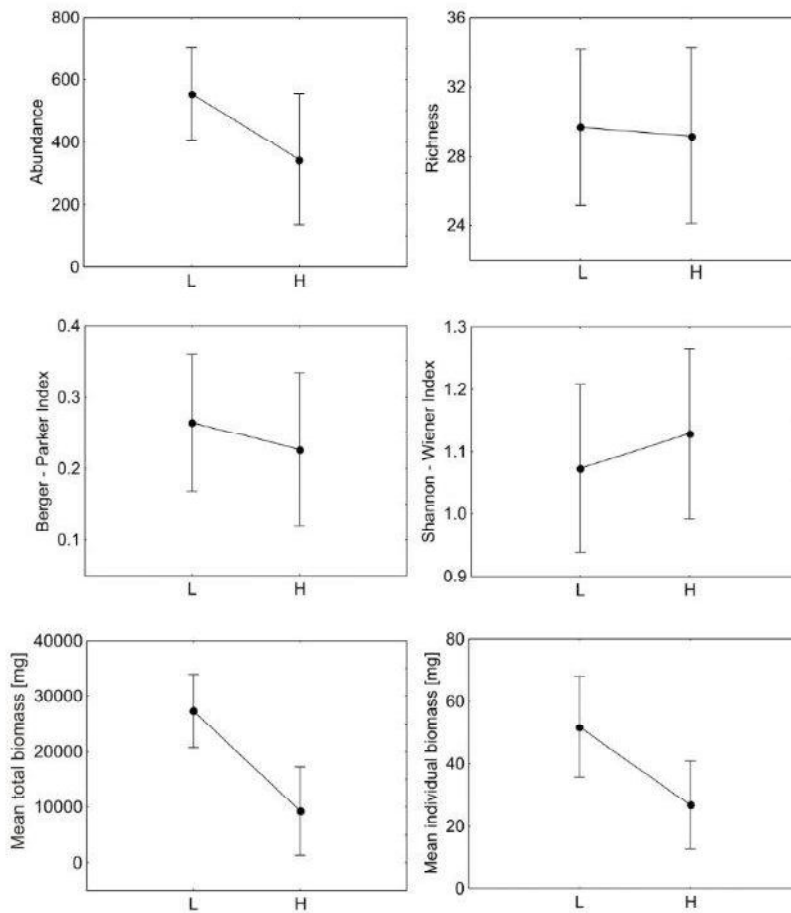 Abundance
800
600
400
200
0
L H
Richness
36
32
28
24
L H
Berger - Parker Index
0.4
0.3
0.2
0.1
L H
Shannon - Wiener Index
1.3
1.2
1.1
1.0
0.9
L H
Mean total biomass [mg]
40000
30000
20000
10000
0
L H
Mean individual biomass [mg]
80
60
40
20
0
L H